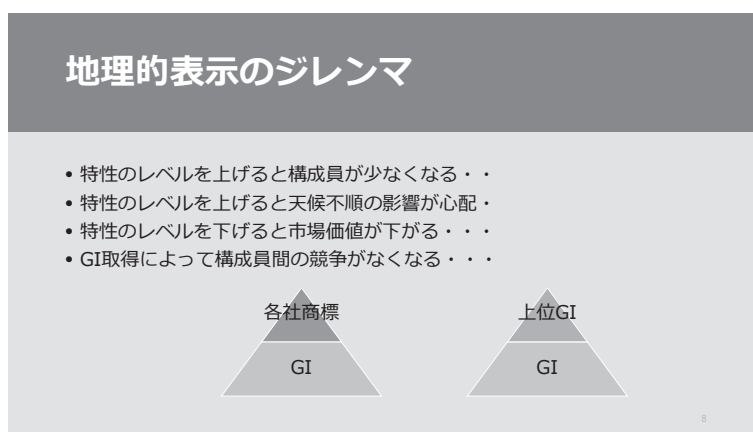 地理的表示のジレンマ
• 特性のレベルを上げると構成員が少なくなる・・
• 特性のレベルを上げると天候不順の影響が心配・
• 特性のレベルを下げると市場価値が下がる・・・
• GI取得によって構成員間の競争がなくなる・・・
各社商標
上位GI
GI
GI
8